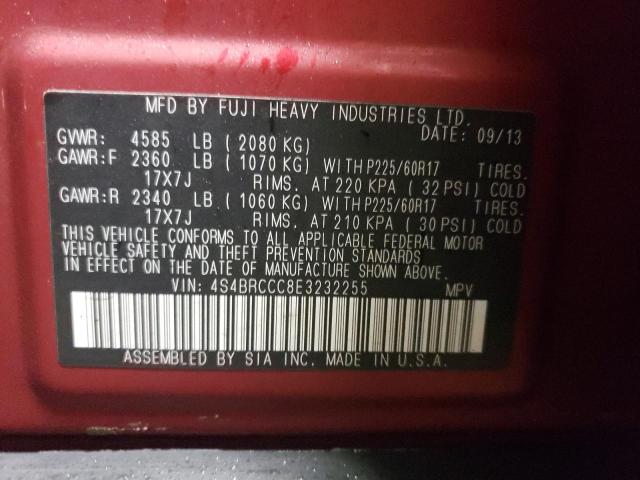 MFD BY FUJI HEAVY INDUSTRIES LTD.
GVWR: 4585 LB ( 2080 KG) DATE: 09/13
GAWR:F 2360 LB ( 1070 KG) WITH P225/60R17 TIRES.
17X7J RIMS. AT 220 KPA ( 32 PSI) COLD
GAWR:R 2340 LB ( 1060 KG) WITH P225/60R17 TIRES.
17X7J RIMS. AT 210 KPA ( 30 PSI) COLD
THIS VEHICLE CONFORMS TO ALL APPLICABLE FEDERAL MOTOR
VEHICLE SAFETY AND THEFT PREVENTION STANDARDS
IN EFFECT ON THE DATE OF MANUFACTURE SHOWN ABOVE.
VIN: 4S4BRCCC8E3232255 MPV
ASSEMBLED BY SIA INC. MADE IN U.S.A.